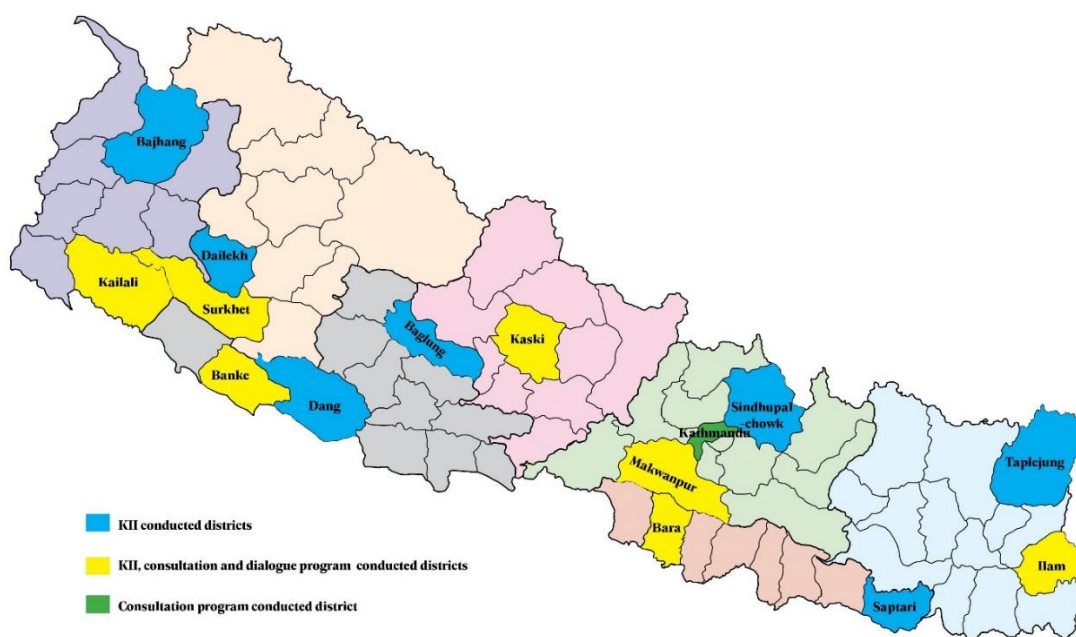 Bajhang
Dailekh
Kailali
Surkhet
Baglung
Kaski
Banke
Dang
Sindhupal
-chowk
Kathmandu
Taplejung
Makwanpur
Bara
Ilam
Saptari
KII conducted districts
KII, consultation and dialogue program conducted districts
Consultation program conducted district